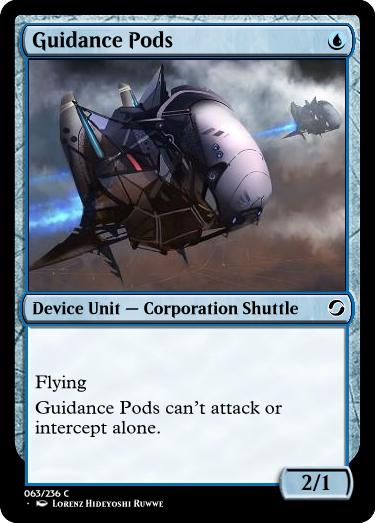 Guidance Pods
Device Unit — Corporation Shuttle
Flying
Guidance Pods can't attack or
intercept alone.
2/1
063/236 C
· Lorenz Hideyoshi Ruwwe